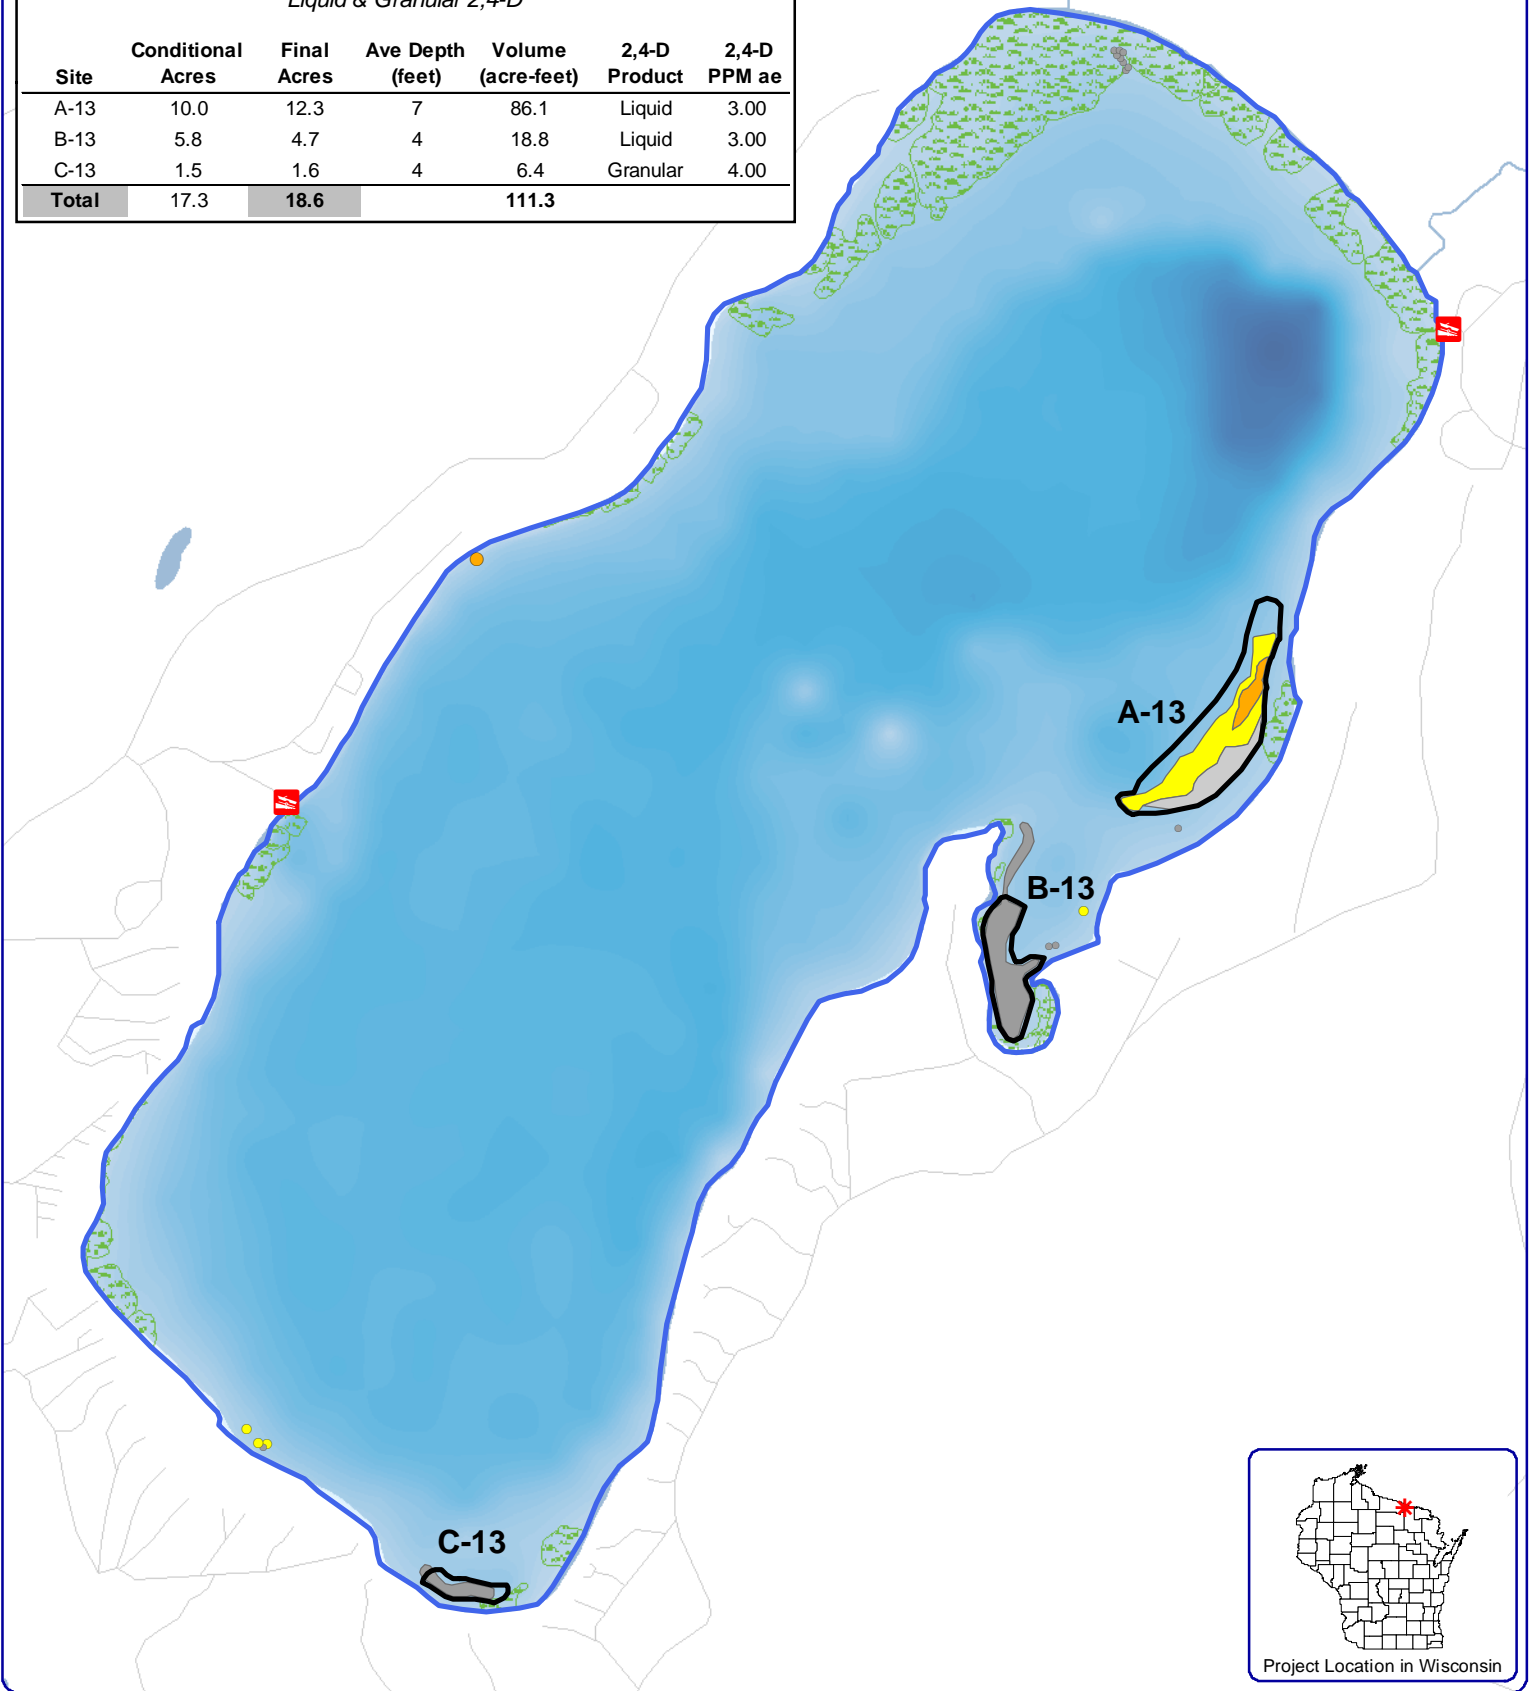 Liquid & Granular 2,4-D
Conditional Final Ave Depth Volume 2,4-D 2,4-D
Site Acres Acres (feet) (acre-feet) Product PPM ae
A-13 10.0 12.3 7 86.1 Liquid 3.00
B-13 5.8 4.7 4 18.8 Liquid 3.00
C-13 1.5 1.6 4 6.4 Granular 4.00
Total 17.3 18.6 111.3
A-13
B-13
C-13
Project Location in Wisconsin